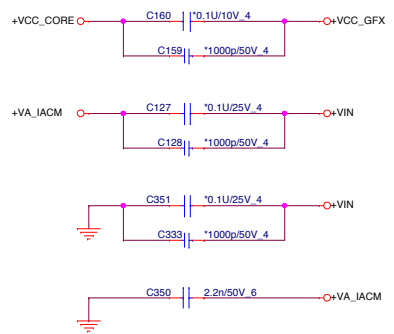 C160 *0.1U/10V_4
+VCC_CORE +VCC_GFX
C159 *1000p/50V_4
C127 *0.1U/25V_4
+VA_IACM +VIN
C128 *1000p/50V_4
C351 *0.1U/25V_4
+VIN
C333 *1000p/50V_4
C350 2.2n/50V_6
+VA_IACM